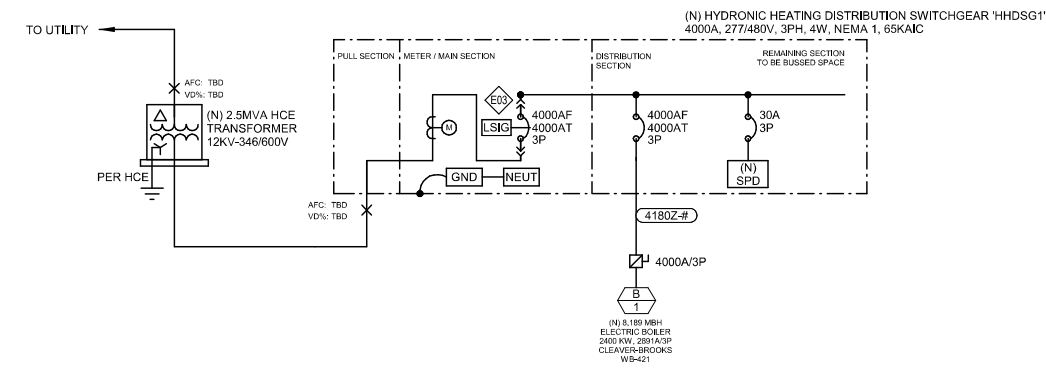 (N) HYDRONIC HEATING DISTRIBUTION SWITCHGEAR 'HHDSG1'
4000A, 277/480V, 3PH, 4W, NEMA 1, 65KAIC
TO UTILITY
PULL SECTION
METER / MAIN SECTION
DISTRIBUTION
SECTION
REMAINING SECTION
TO BE BUSSED SPACE
AFC: TBD
VD%: TBD
(N) 2.5MVA HCE
TRANSFORMER
12KV-346/600V
PER HCE
E03
M
LSIG
4000AF
4000AT
3P
4000AF
4000AT
3P
30A
3P
GND
NEUT
(N)
SPD
AFC: TBD
VD%: TBD
4180Z-#
4000A/3P
B
1
(N) 8,189 MBH
ELECTRIC BOILER
2400 KW, 2891A/3P
CLEAVER-BROOKS
WB-421